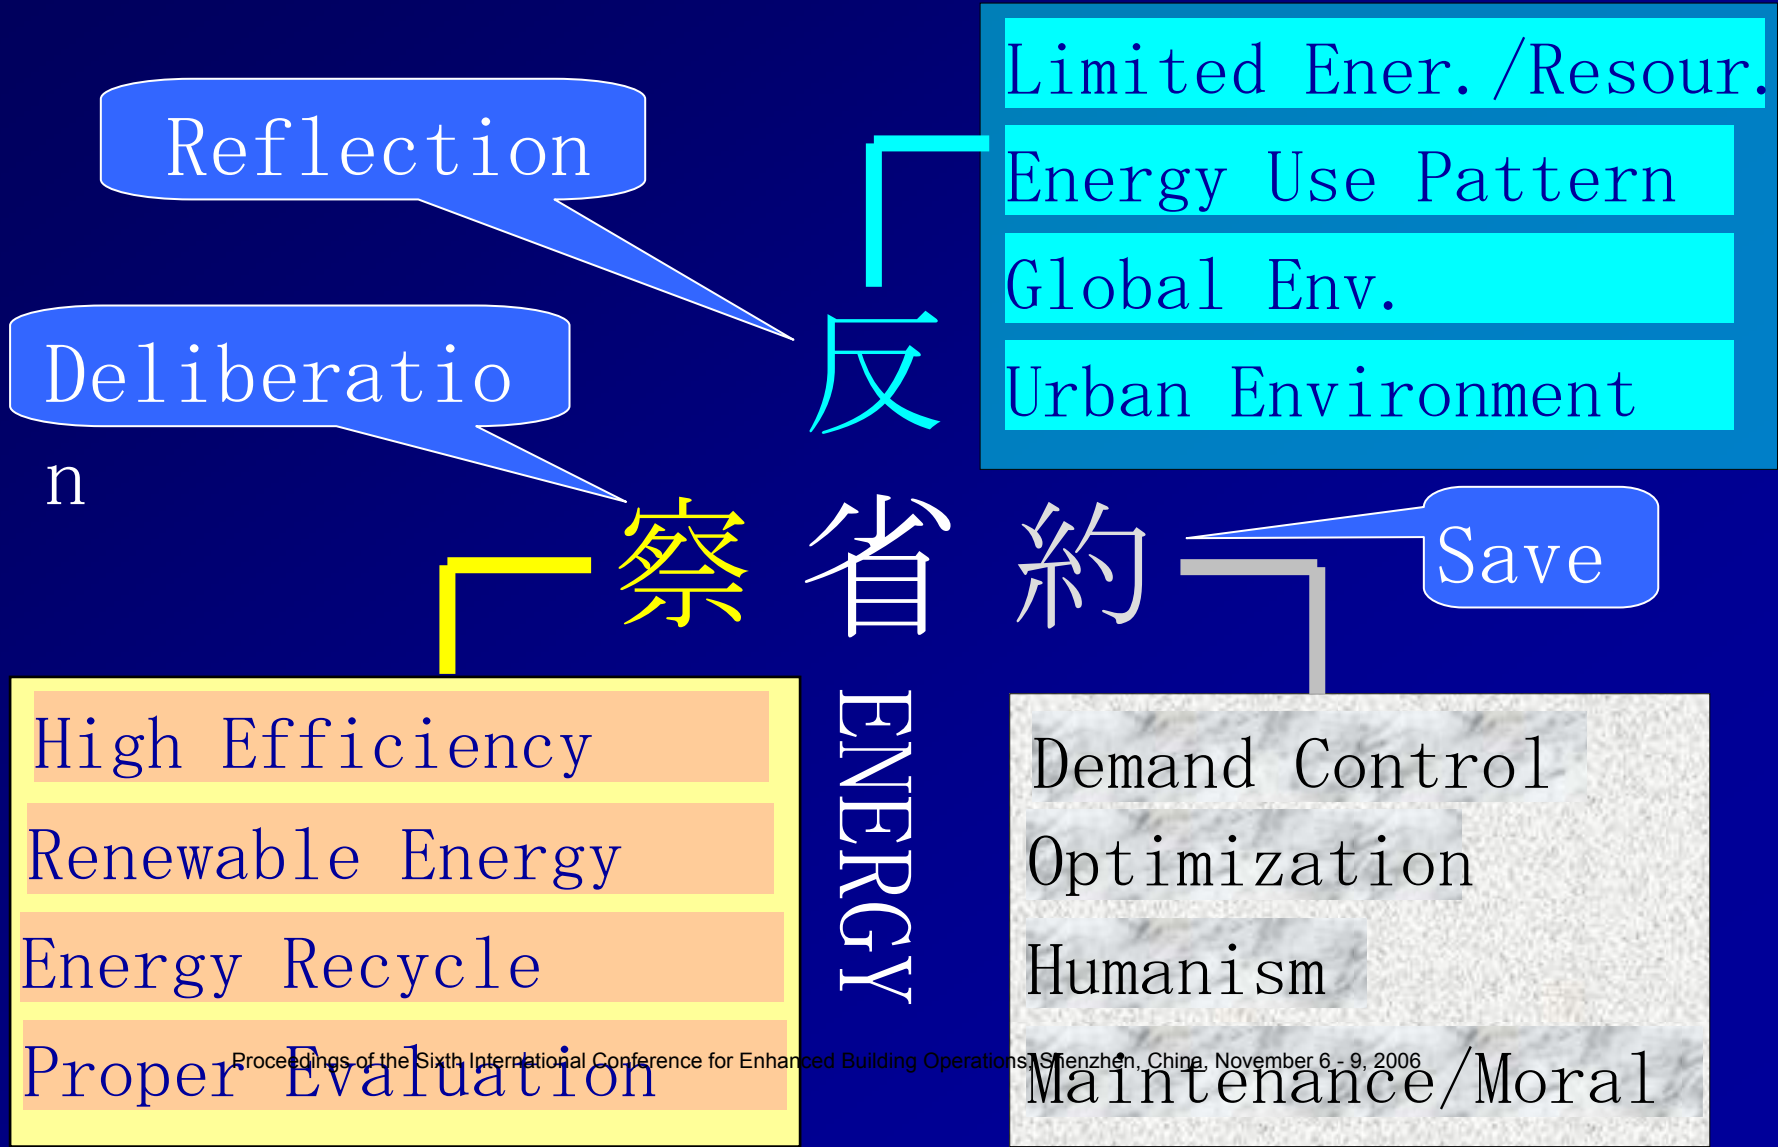 Limited Ener./Resour.
Reflection
Energy Use Pattern
Global Env.
反
Deliberatio
n
Urban Environment
察 省 約
Save
ENERGY
High Efficiency
Renewable Energy
Energy Recycle
Proper Evaluation
Demand Control
Optimization
Humanism
Maintenance/Moral
Proceedings of the Sixth International Conference for Enhanced Building Operations, Shenzhen, China, November 6 - 9, 2006